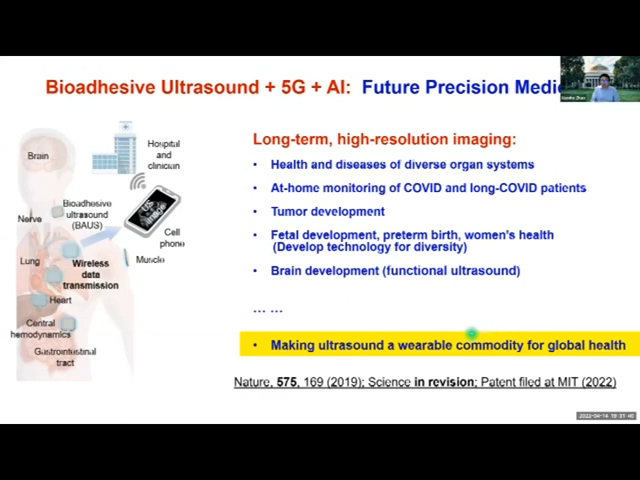 Bioadhesive Ultrasound + 5G + AI: Future Precision Medi
Brain
Hospital
and
clinician
Nerve
Bioadhesive
ultrasound
(BAUS)
US
Cell
phone
Lung
Wireless
data
transmission
Muscle
Heart
Central
hemodynamics
Gastrointestinal
tract
Long-term, high-resolution imaging:
• Health and diseases of diverse organ systems
• At-home monitoring of COVID and long-COVID patients
• Tumor development
• Fetal development, preterm birth, women's health
(Develop technology for diversity)
• Brain development (functional ultrasound)
... ...
• Making ultrasound a wearable commodity for global health
Nature, 575, 169 (2019); Science in revision; Patent filed at MIT (2022)